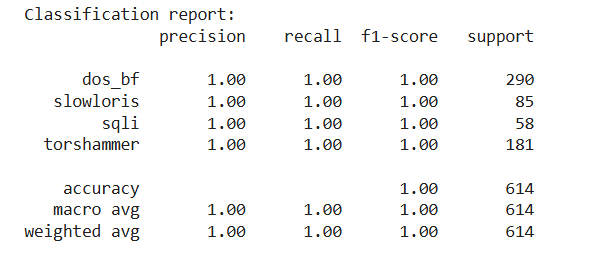 Classification report:
precision recall f1-score support
dos_bf 1.00 1.00 1.00 290
slowloris 1.00 1.00 1.00 85
sqli 1.00 1.00 1.00 58
torshammer 1.00 1.00 1.00 181
accuracy 1.00 614
macro avg 1.00 1.00 1.00 614
weighted avg 1.00 1.00 1.00 614